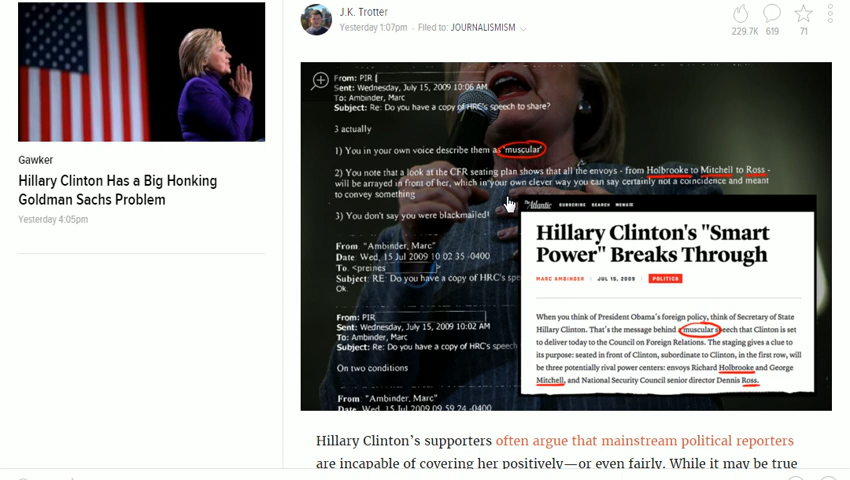 J.K. Trotter
Yesterday 1:07pm · Filed to: JOURNALISMISM
229.7K
619
71
Gawker
Hillary Clinton Has a Big Honking
Goldman Sachs Problem
Yesterday 4:05pm
From: PIR
Sent: Wednesday, July 15, 2009 10:06 AM
To: Ambinder, Marc
Subject: Re: Do you have a copy of HRC's speech to share?
3 actually
1) You in your own voice describe them as "muscular"
2) You note that a look at the CFR seating plan shows that all the envoys - from Holbrooke to Mitchell to Ross -
will be arrayed in front of her, which in your own clever way you can say certainly not a coincidence and meant
to convey something
3) You don't say you were blackmailed!
From "Ambinder, Marc"
Date: Wed, 15 Jul 2009 10 02 35 -0400
To <preines
Subject: RE: Do you have a copy of HRC's spe
Ok
From: PIR
Sent: Wednesday, July 15, 2009 10:02 AM
To: Ambinder, Marc
Subject: Re: Do you have a copy of HRC's sp
On two conditions
From: "Ambinder, Marc"
Date Wed, 15 Jul 2009 09 59 24 -0400
The Atlantic SUBSCRIBE SEARCH MENU
Hillary Clinton's "Smart
Power" Breaks Through
MARC AMBINDER JUL 15, 2009 POLITICS
When you think of President Obama's foreign policy, think of Secretary of State
Hillary Clinton. That's the message behind a muscular speech that Clinton is set
to deliver today to the Council on Foreign Relations. The staging gives a clue to
its purpose: seated in front of Clinton, subordinate to Clinton, in the first row, will
be three potentially rival power centers: envoys Richard Holbrooke and George
Mitchell, and National Security Council senior director Dennis Ross.
Hillary Clinton's supporters often argue that mainstream political reporters
are incapable of covering her positively—or even fairly. While it may be true